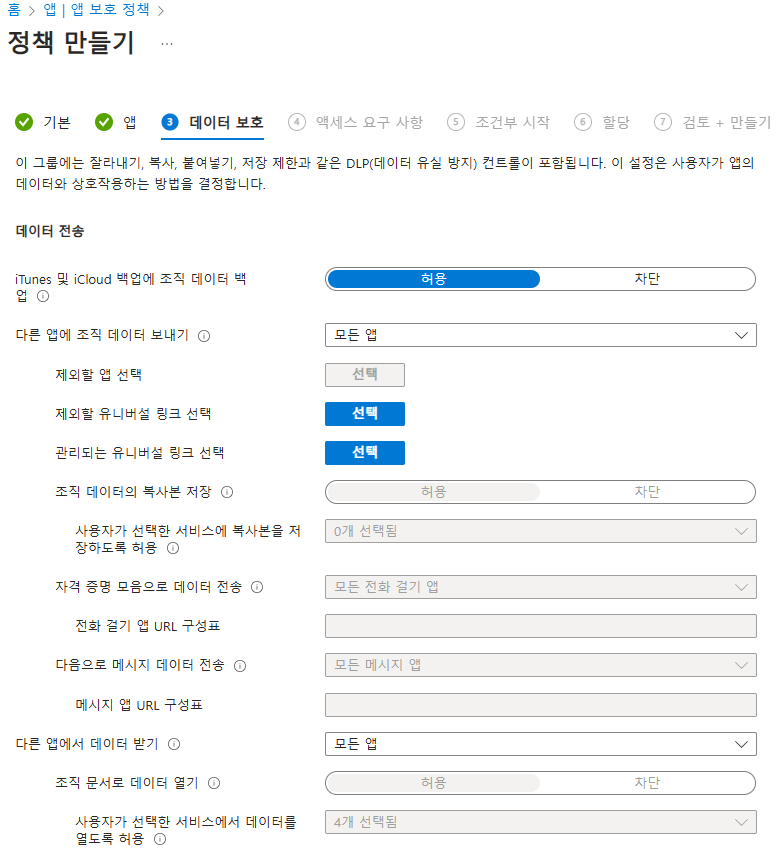 홈 > 앱 | 앱 보호 정책 >
정책 만들기 ...
기본 앱 3 데이터 보호 4 액세스 요구 사항 5 조건부 시작 6 할당 7 검토 + 만들기
이 그룹에는 잘라내기, 복사, 붙여넣기, 저장 제한과 같은 DLP(데이터 유실 방지) 컨트롤이 포함됩니다. 이 설정은 사용자가 앱의
데이터와 상호작용하는 방법을 결정합니다.
데이터 전송
iTunes 및 iCloud 백업에 조직 데이터 백
업
허용 차단
다른 앱에 조직 데이터 보내기 모든 앱
제외할 앱 선택 선택
제외할 유니버설 링크 선택 선택
관리되는 유니버설 링크 선택 선택
조직 데이터의 복사본 저장 허용 차단
사용자가 선택한 서비스에 복사본을 저
장하도록 허용
0개 선택됨
자격 증명 모음으로 데이터 전송 모든 전화 걸기 앱
전화 걸기 앱 URL 구성표
다음으로 메시지 데이터 전송 모든 메시지 앱
메시지 앱 URL 구성표
다른 앱에서 데이터 받기 모든 앱
조직 문서로 데이터 열기 허용 차단
사용자가 선택한 서비스에서 데이터를
열도록 허용
4개 선택됨